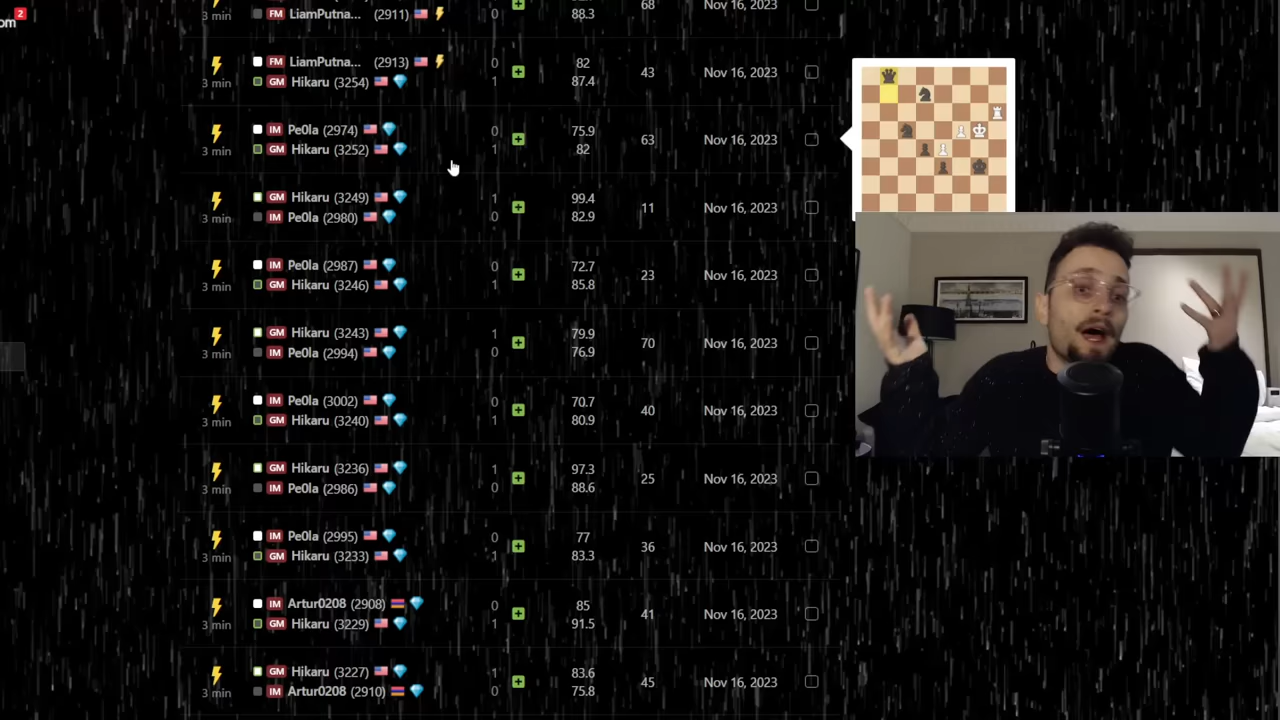 om 2
FM LiamPutna... (2911) 0 88.3 68
3 min FM LiamPutna... (2913) 0 82 43 Nov 16, 2023
GM Hikaru (3254) 1 87.4
3 min IM Pe0la (2974) 0 75.9 63 Nov 16, 2023
GM Hikaru (3252) 1 82
3 min GM Hikaru (3249) 1 99.4 11 Nov 16, 2023
IM Pe0la (2980) 0 82.9
3 min IM Pe0la (2987) 0 72.7 23 Nov 16, 2023
GM Hikaru (3246) 1 85.8
3 min GM Hikaru (3243) 1 79.9 70 Nov 16, 2023
IM Pe0la (2994) 0 76.9
3 min IM Pe0la (3002) 0 70.7 40 Nov 16, 2023
GM Hikaru (3240) 1 80.9
3 min GM Hikaru (3236) 1 97.3 25 Nov 16, 2023
IM Pe0la (2986) 0 88.6
3 min IM Pe0la (2995) 0 77 36 Nov 16, 2023
GM Hikaru (3233) 1 83.3
3 min IM Artur0208 (2908) 0 85 41 Nov 16, 2023
GM Hikaru (3229) 1 91.5
3 min GM Hikaru (3227) 1 83.6 45 Nov 16, 2023
IM Artur0208 (2910) 0 75.8